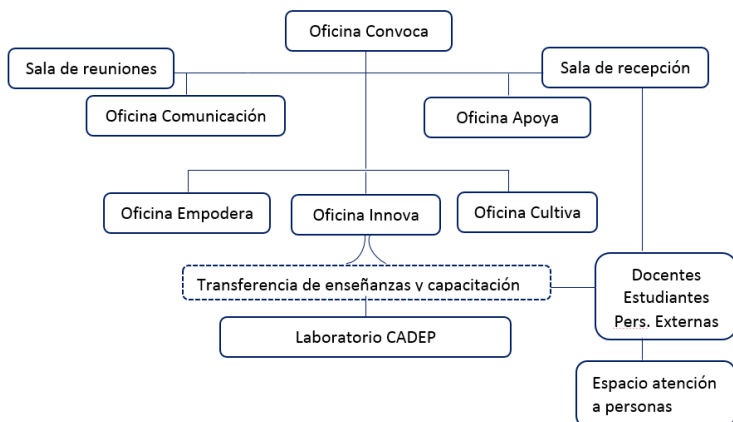 Oficina Convoca
Sala de reuniones
Sala de recepción
Oficina Comunicación
Oficina Apoya
Oficina Empodera
Oficina Innova
Oficina Cultiva
Transferencia de enseñanzas y capacitación
Docentes
Estudiantes
Pers. Externas
Laboratorio CADEP
Espacio atención
a personas